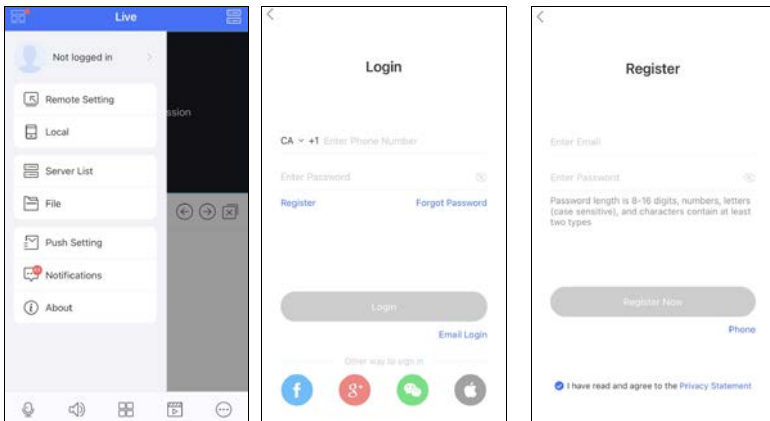 Live
Not logged in
Remote Setting
ssion
Local
Server List
File
Push Setting
Notifications
About
Login
CA +1 Enter Phone Number
Enter Password
Register Forgot Password
Login
Email Login
Other way to sign in
f g+
Register
Enter Email
Enter Password
Password length is 8-16 digits, numbers, letters
(case sensitive), and characters contain at least
two types
Register Now
Phone
I have read and agree to the Privacy Statement